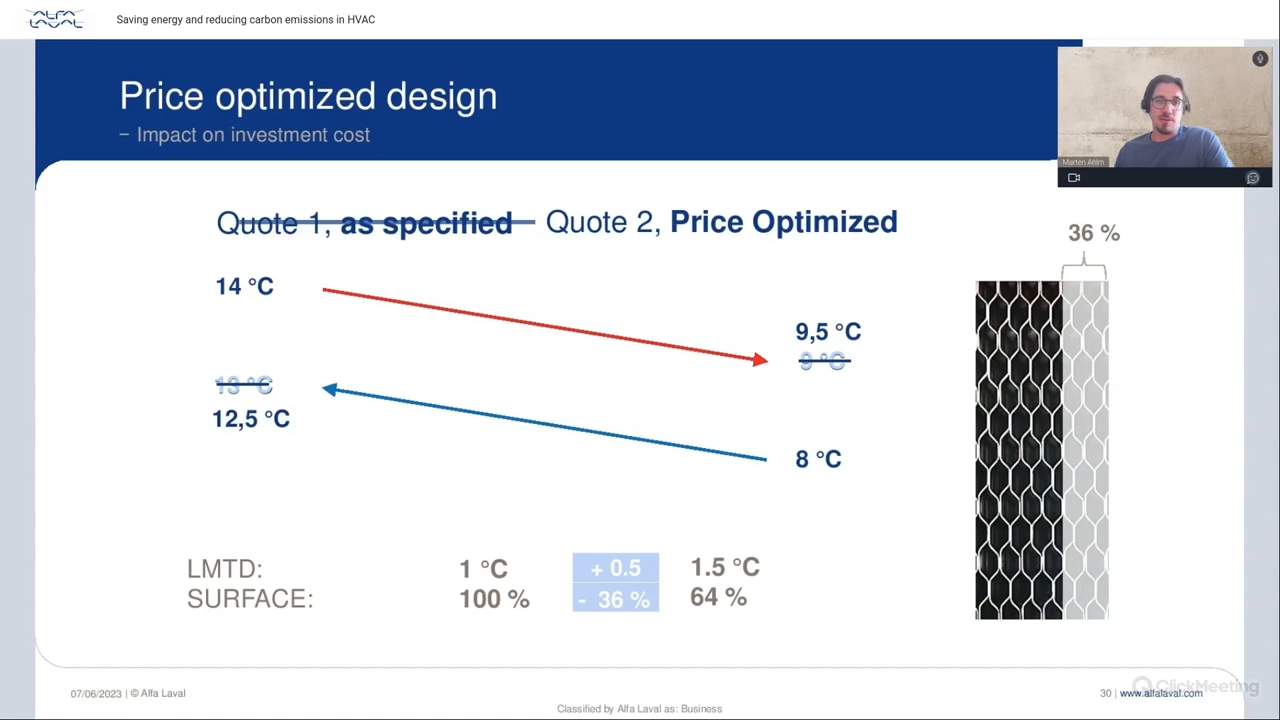 ALFA
LAVAL
Saving energy and reducing carbon emissions in HVAC
Price optimized design
– Impact on investment cost
Marten Ahlm
Quote 1, as specified Quote 2, Price Optimized
36 %
14 °C
9,5 °C
9 °C
13 °C
12,5 °C
8 °C
LMTD: 1 °C + 0.5 1.5 °C
SURFACE: 100 % - 36 % 64 %
07/06/2023 | © Alfa Laval
30 | www.alfalaval.com
ClickMeeting
Classified by Alfa Laval as: Business